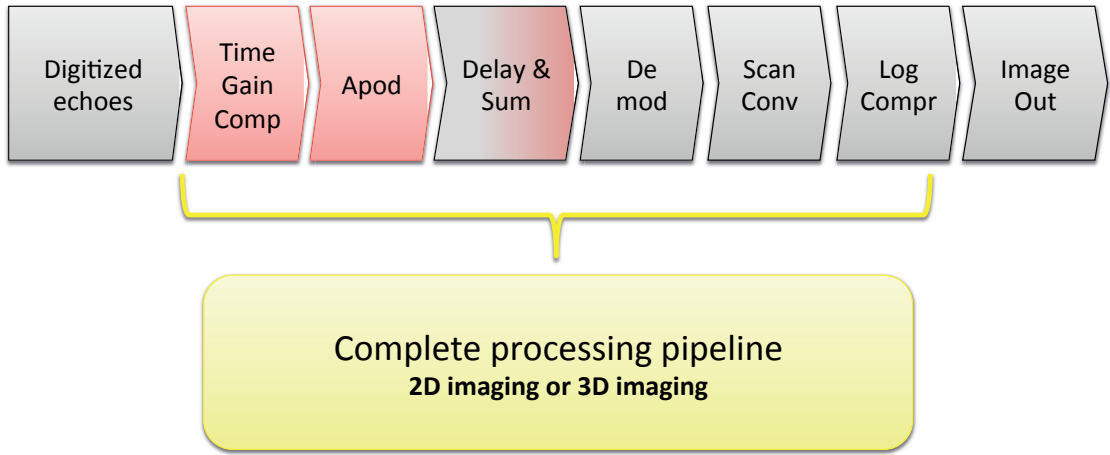 Digitized
echoes
Time
Gain
Comp
Apod
Delay &
Sum
De
mod
Scan
Conv
Log
Compr
Image
Out
Complete processing pipeline
2D imaging or 3D imaging